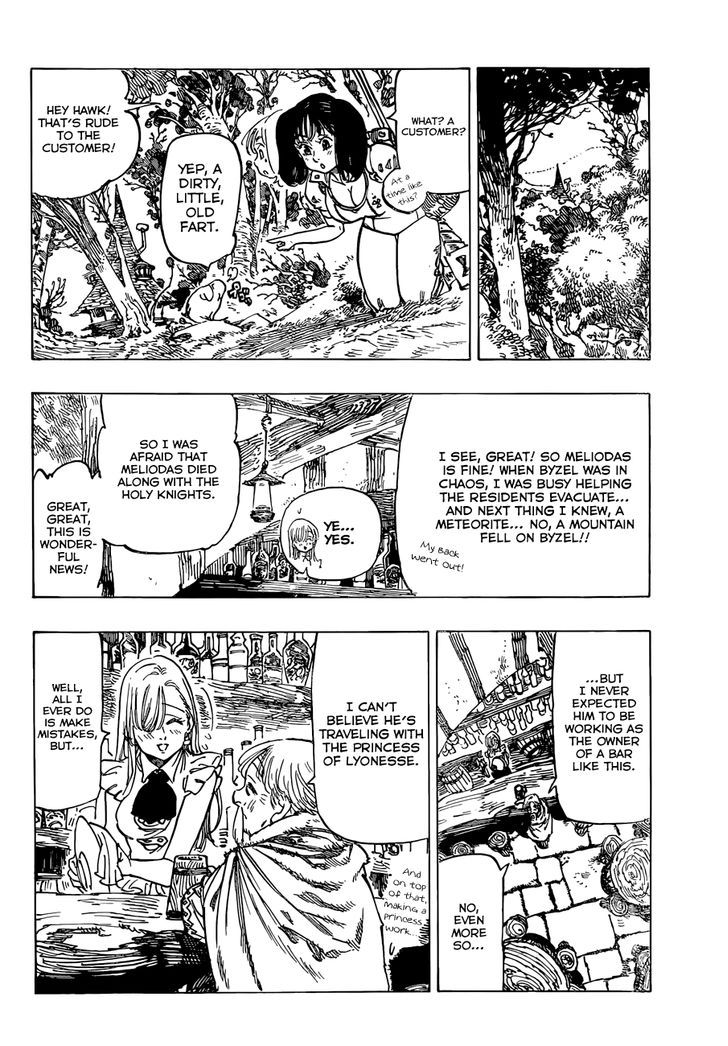 WHAT? A
CUSTOMER?
At a
time like
this?
YEP, A
DIRTY,
LITTLE,
OLD
FART.
HEY HAWK!
THAT'S RUDE
TO THE
CUSTOMER!
I SEE, GREAT! SO MELIODAS
IS FINE! WHEN BYZEL WAS IN
CHAOS, I WAS BUSY HELPING
THE RESIDENTS EVACUATE...
AND NEXT THING I KNEW, A
METEORITE... NO, A MOUNTAIN
FELL ON BYZEL!!
My back
went out!
YE...
YES.
SO I WAS
AFRAID THAT
MELIODAS DIED
ALONG WITH THE
HOLY KNIGHTS.
GREAT,
GREAT,
THIS IS
WONDER-
FUL
NEWS!
...BUT
I NEVER
EXPECTED
HIM TO BE
WORKING AS
THE OWNER
OF A BAR
LIKE THIS.
NO,
EVEN
MORE
SO...
I CAN'T
BELIEVE HE'S
TRAVELING WITH
THE PRINCESS
OF LYONESSE.
And
on top
of that,
making a
princess
work...
WELL,
ALL I
EVER DO
IS MAKE
MISTAKES,
BUT...